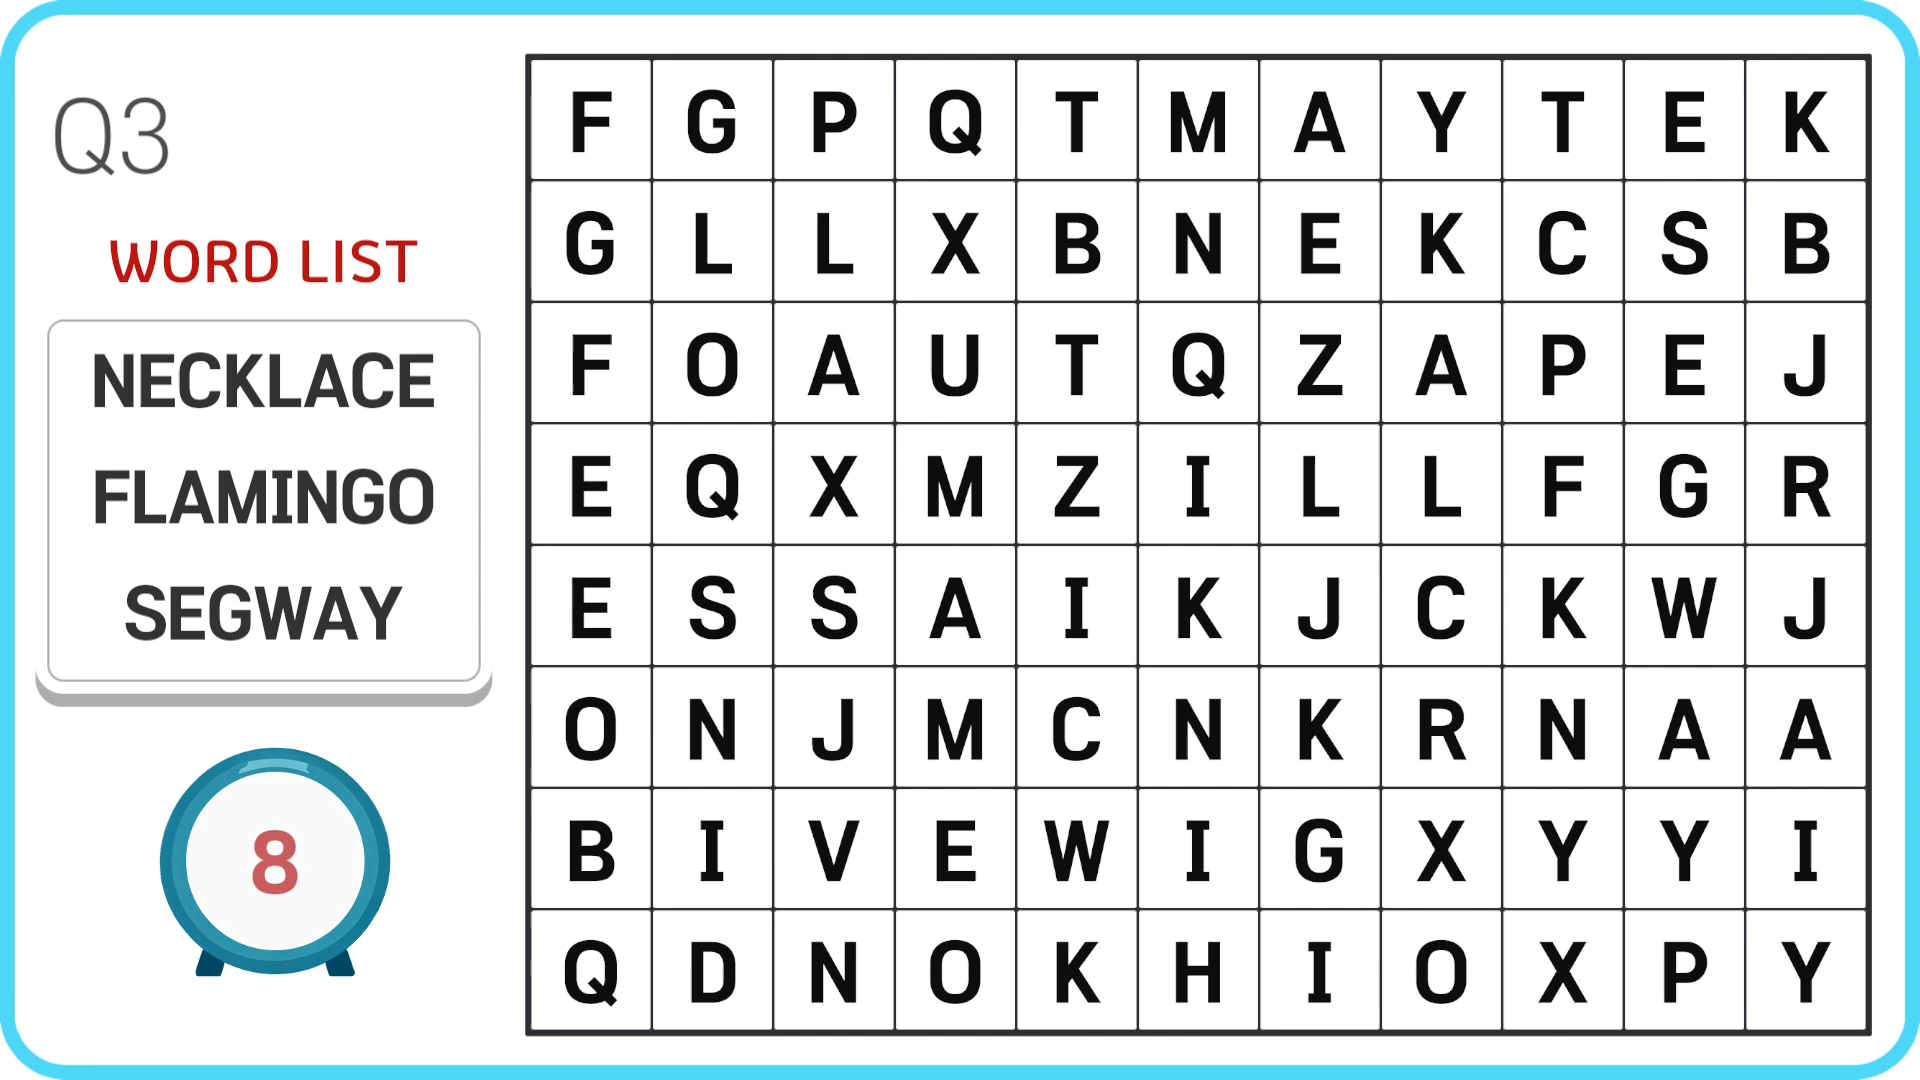 Q3
WORD LIST
NECKLACE
FLAMINGO
SEGWAY
8
F G P Q T M A Y T E K
G L L X B N E K C S B
F O A U T Q Z A P E J
E Q X M Z I L L F G R
E S S A I K J C K W J
O N J M C N K R N A A
B I V E W I G X Y Y I
Q D N O K H I O X P Y